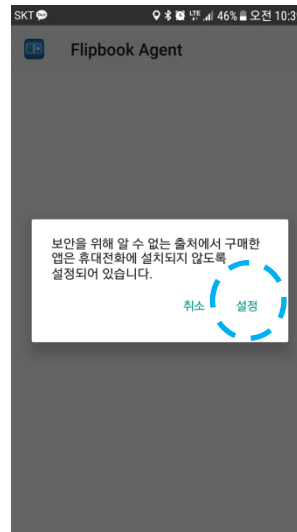 SKT 46% 오전 10:3
Flipbook Agent
보안을 위해 알 수 없는 출처에서 구매한
앱은 휴대전화에 설치되지 않도록
설정되어 있습니다.
취소 설정